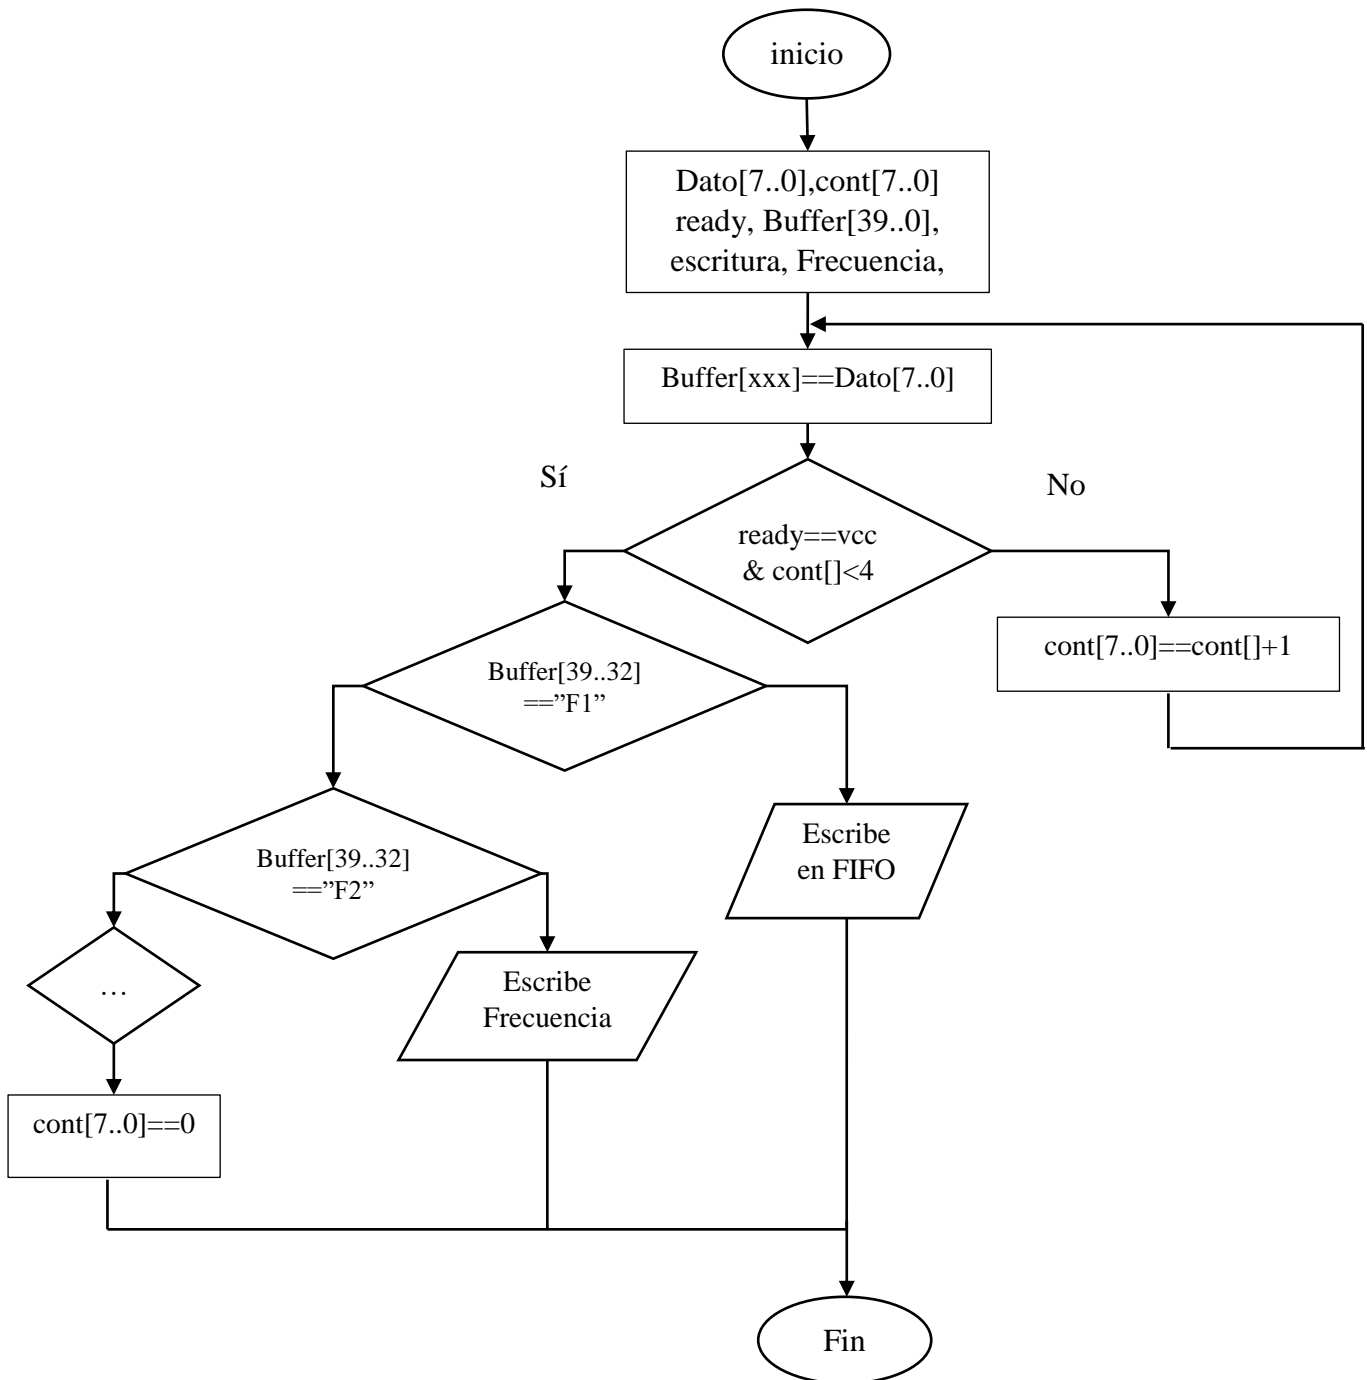 inicio
Dato[7..0],cont[7..0]
ready, Buffer[39..0],
escritura, Frecuencia,
Buffer[xxx]==Dato[7..0]
Sí
No
ready==vcc
& cont[]<4
cont[7..0]==cont[]+1
Buffer[39..32]
==”F1”
Buffer[39..32]
==”F2”
Escribe
en FIFO
…
Escribe
Frecuencia
cont[7..0]==0
Fin